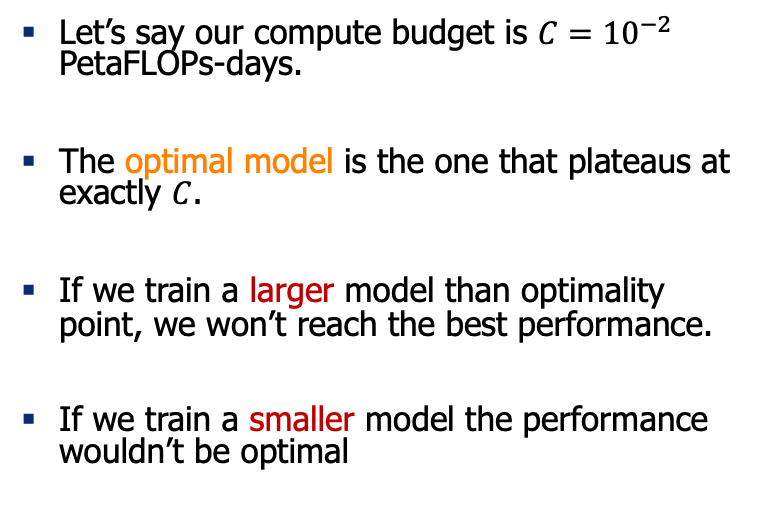 ▪ Let's say our compute budget is C = 10⁻²
PetaFLOPs-days.
▪ The optimal model is the one that plateaus at
exactly C.
▪ If we train a larger model than optimality
point, we won't reach the best performance.
▪ If we train a smaller model the performance
wouldn't be optimal